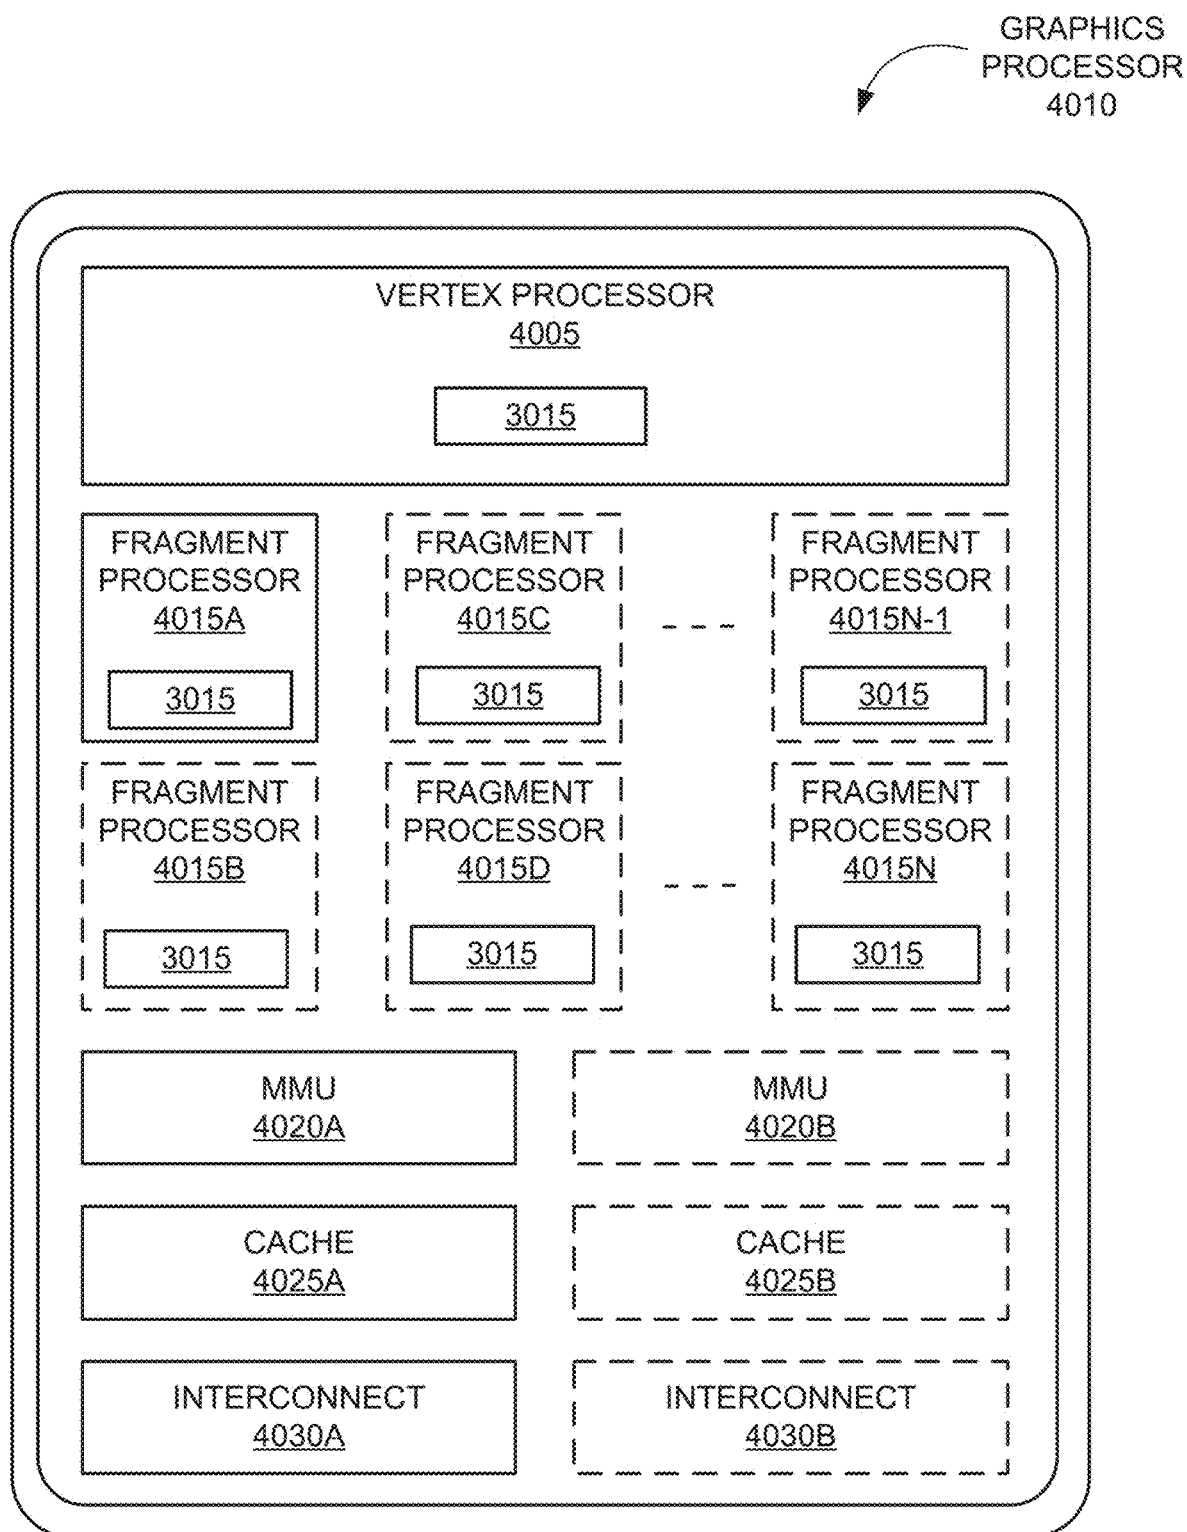 GRAPHICS
PROCESSOR
4010
VERTEX PROCESSOR
4005
3015
FRAGMENT
PROCESSOR
4015A
3015
FRAGMENT
PROCESSOR
4015C
3015
FRAGMENT
PROCESSOR
4015N-1
3015
FRAGMENT
PROCESSOR
4015B
3015
FRAGMENT
PROCESSOR
4015D
3015
FRAGMENT
PROCESSOR
4015N
3015
MMU
4020A
MMU
4020B
CACHE
4025A
CACHE
4025B
INTERCONNECT
4030A
INTERCONNECT
4030B